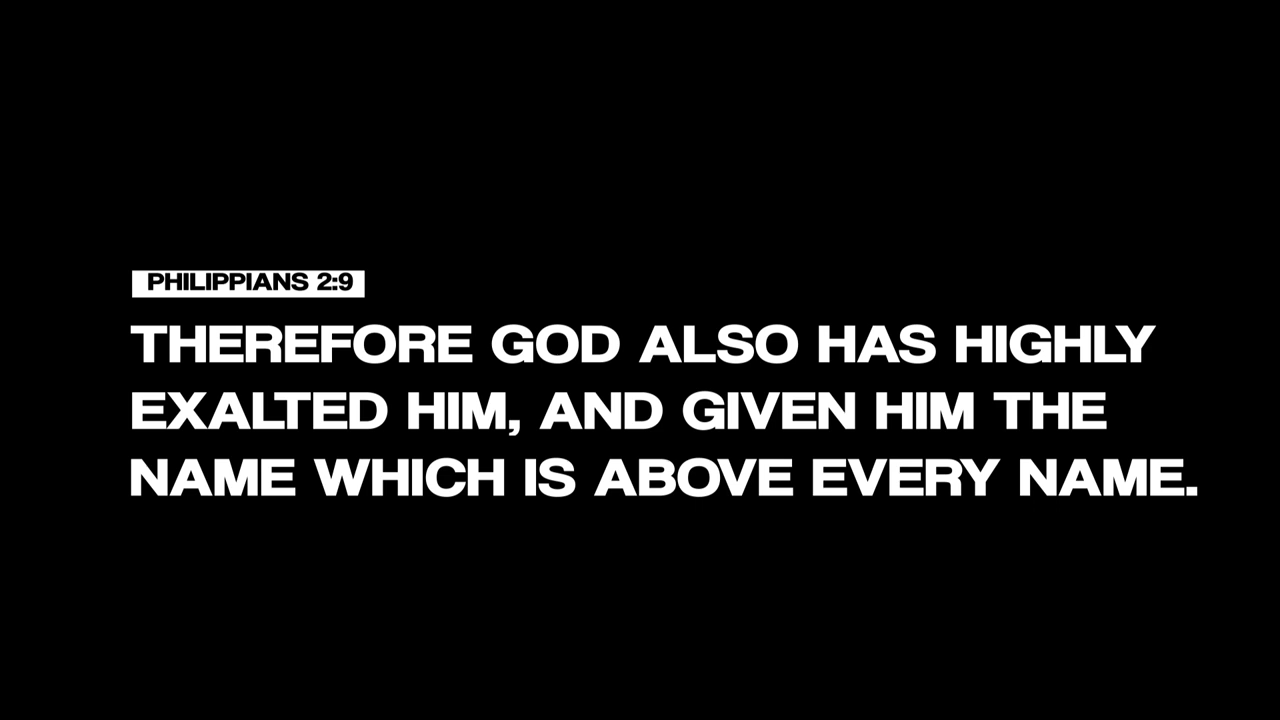 PHILIPPIANS 2:9
THEREFORE GOD ALSO HAS HIGHLY
EXALTED HIM, AND GIVEN HIM THE
NAME WHICH IS ABOVE EVERY NAME.